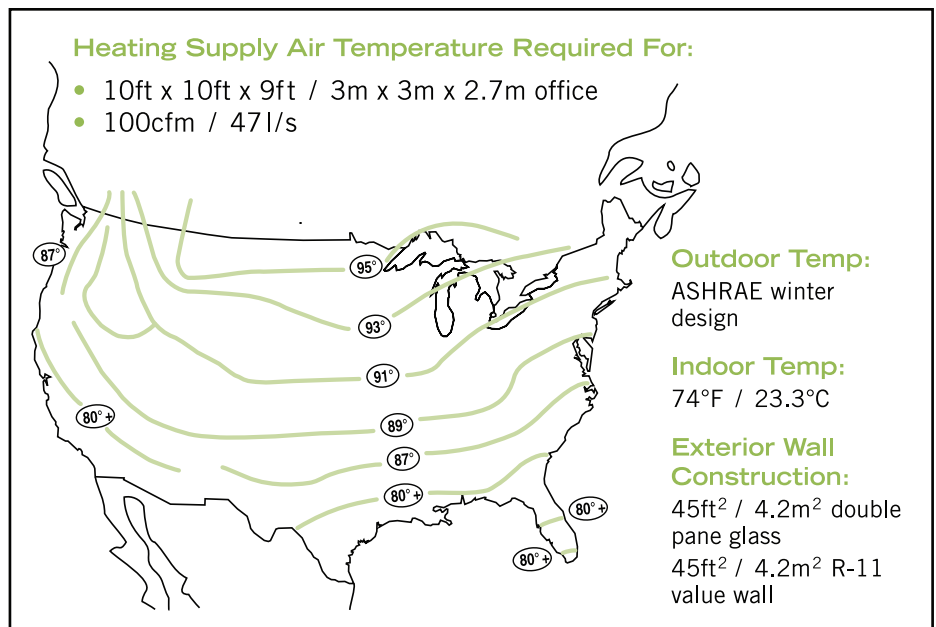 Heating Supply Air Temperature Required For:
• 10ft x 10ft x 9ft / 3m x 3m x 2.7m office
• 100cfm / 47l/s
87°
95°
93°
91°
80°+
89°
87°
80°+
80°+
80°+
Outdoor Temp:
ASHRAE winter
design
Indoor Temp:
74°F / 23.3°C
Exterior Wall
Construction:
45ft² / 4.2m² double
pane glass
45ft² / 4.2m² R-11
value wall